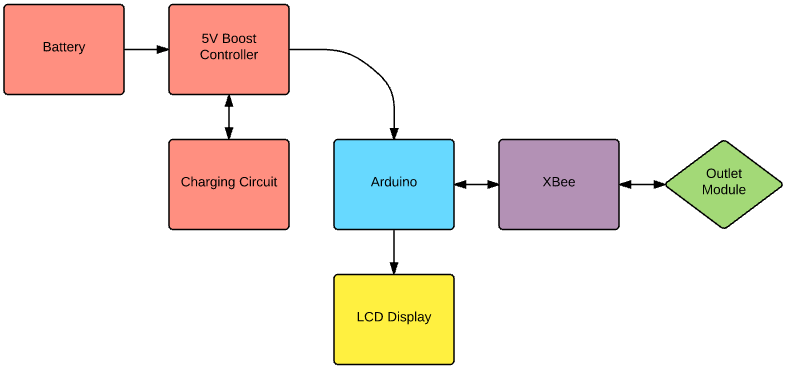 Battery
5V Boost
Controller
Charging Circuit
Arduino
XBee
Outlet
Module
LCD Display